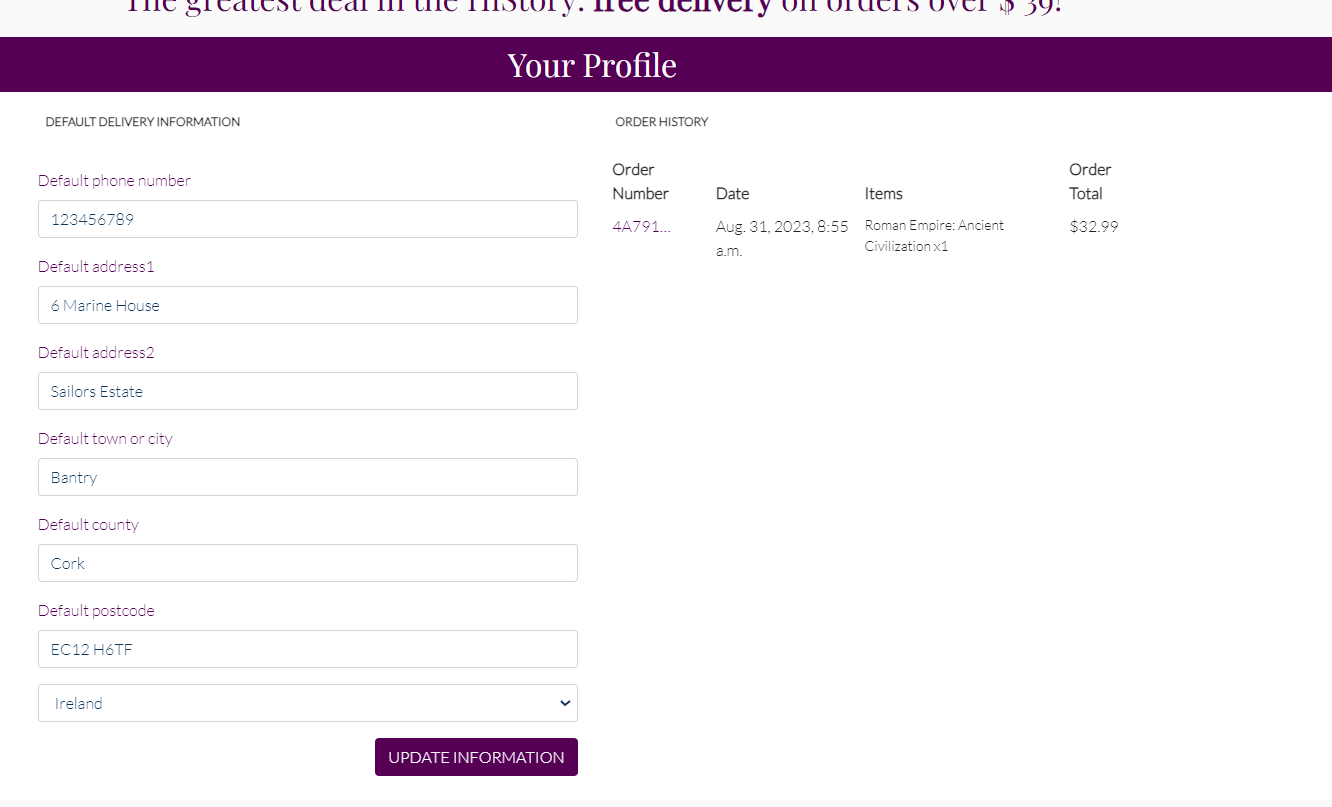 The greatest deal in the HiStory: free delivery on orders over $ 39!
Your Profile
DEFAULT DELIVERY INFORMATION
Default phone number
123456789
Default address1
6 Marine House
Default address2
Sailors Estate
Default town or city
Bantry
Default county
Cork
Default postcode
EC12 H6TF
Ireland
UPDATE INFORMATION
ORDER HISTORY
Order
Number Date Items Order
Total
4A791... Aug. 31, 2023, 8:55
a.m. Roman Empire: Ancient
Civilization x1 $32.99